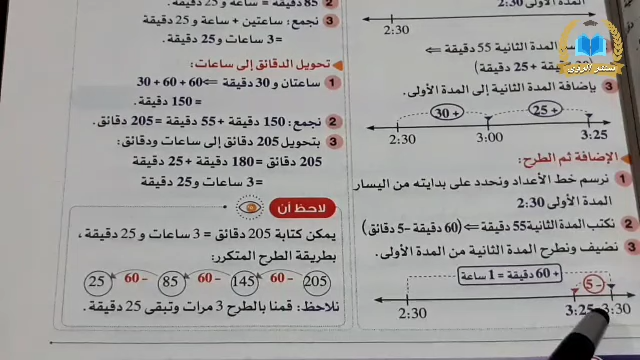 المدة الأولى 2:30
2:30
المدة الثانية 55 دقيقة ⇐
دقيقة +25 دقيقة)
3 بإضافة المدة الثانية إلى المدة الأولى.
30 + 25 +
2:30 3:00 3:25
الإضافة ثم الطرح:
1 نرسم خط الأعداد ونحدد على بدايته من اليسار
المدة الأولى 2:30
2 نكتب المدة الثانية 55 دقيقة ⇐ (60 دقيقة -5 دقائق)
3 نضيف ونطرح المدة الثانية من المدة الأولى.
+ 60 دقيقة = 1 ساعة
5 -
2:30 3:25 3:30
2 85 دقيقة = ساعة و 25 دقيقة
3 نجمع: ساعتين + ساعة و 25 دقيقة
= 3 ساعات و 25 دقيقة.
تحويل الدقائق إلى ساعات:
1 ساعتان و 30 دقيقة ⇐ 60 + 60 + 30
= 150 دقيقة.
2 نجمع: 150 دقيقة + 55 دقيقة = 205 دقائق.
3 بتحويل 205 دقائق إلى ساعات ودقائق:
205 دقائق = 180 دقيقة + 25 دقيقة
= 3 ساعات و 25 دقيقة
لاحظ أن
يمكن كتابة 205 دقائق = 3 ساعات و 25 دقيقة ،
بطريقة الطرح المتكرر:
25 60 - 85 60 - 145 60 - 205
نلاحظ: قمنا بالطرح 3 مرات وتبقى 25 دقيقة.